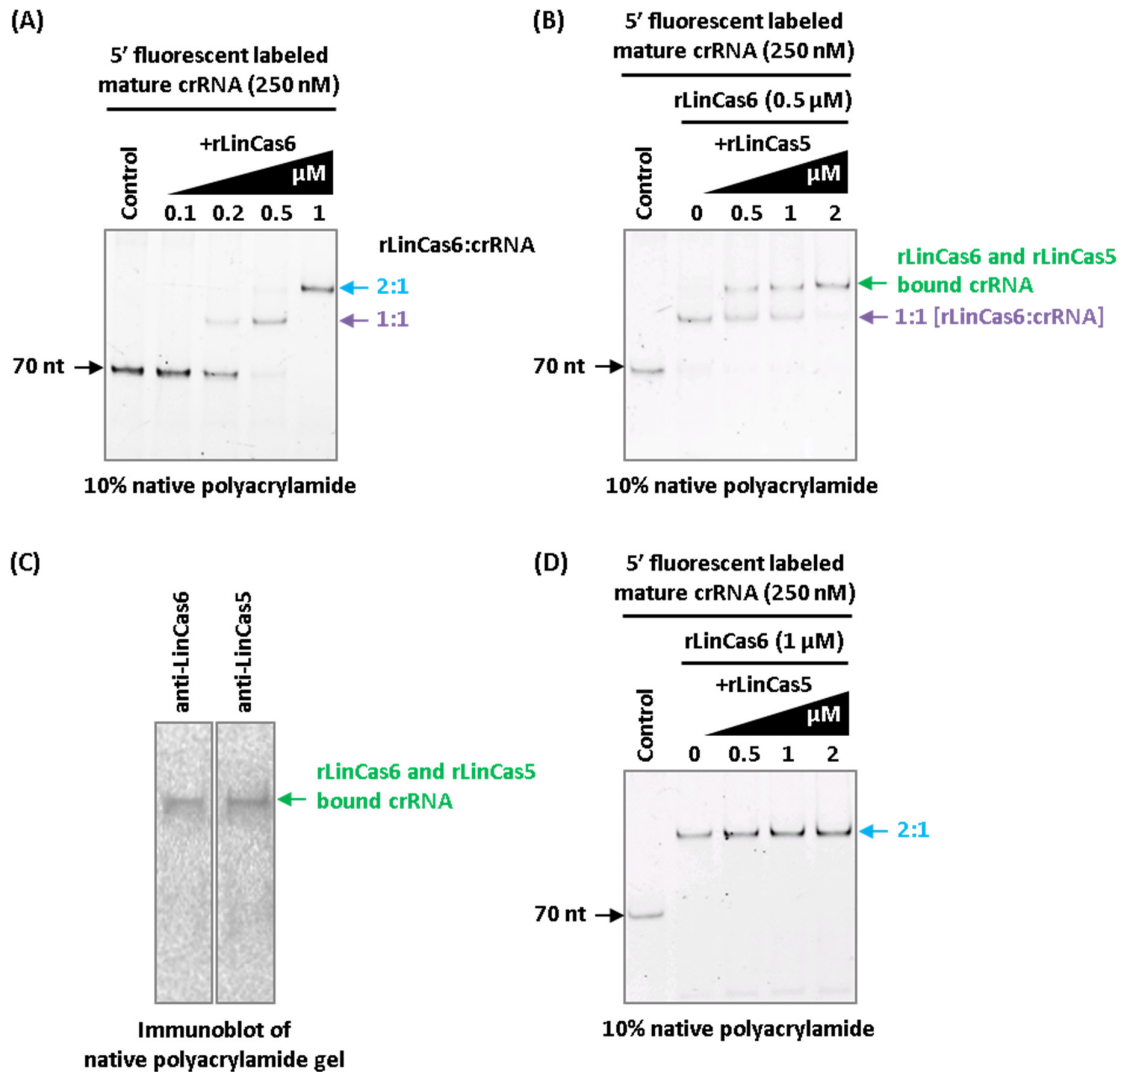 (A)
5′ fluorescent labeled
mature crRNA (250 nM)
Control
+rLinCas6
µM
0.1 0.2 0.5 1
rLinCas6:crRNA
2:1
1:1
70 nt
10% native polyacrylamide
(B)
5′ fluorescent labeled
mature crRNA (250 nM)
rLinCas6 (0.5 µM)
Control
+rLinCas5
µM
0 0.5 1 2
rLinCas6 and rLinCas5
bound crRNA
1:1 [rLinCas6:crRNA]
70 nt
10% native polyacrylamide
(C)
anti-LinCas6
anti-LinCas5
rLinCas6 and rLinCas5
bound crRNA
Immunoblot of
native polyacrylamide gel
(D)
5′ fluorescent labeled
mature crRNA (250 nM)
rLinCas6 (1 µM)
Control
+rLinCas5
µM
0 0.5 1 2
2:1
70 nt
10% native polyacrylamide